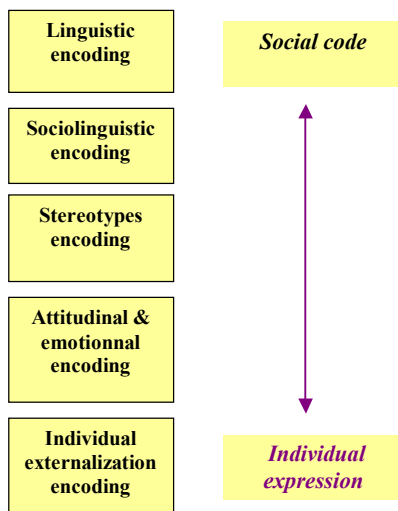 Linguistic
encoding
Social code
Sociolinguistic
encoding
Stereotypes
encoding
Attitudinal &
emotionnal
encoding
Individual
externalization
encoding
Individual
expression